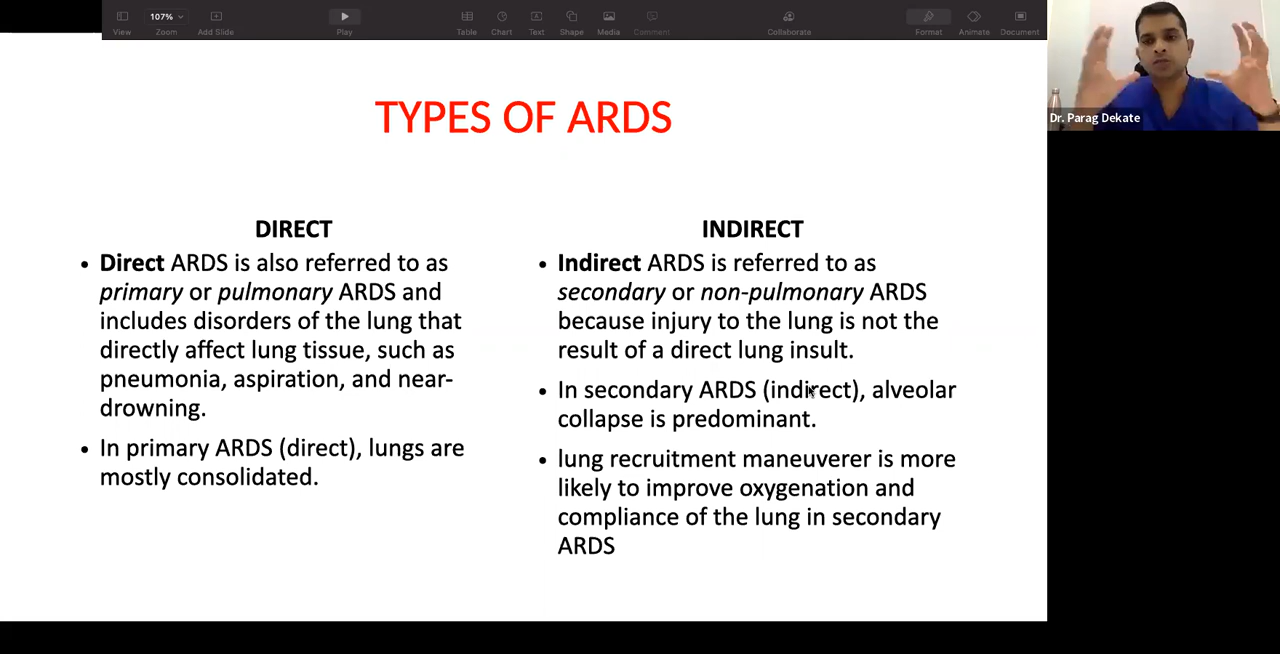 107%
View
Zoom
Add Slide
Play
Table
Chart
Text
Shape
Media
Comment
Collaborate
Format
Animate
Document
Dr. Parag Dekate
TYPES OF ARDS
DIRECT
• Direct ARDS is also referred to as
primary or pulmonary ARDS and
includes disorders of the lung that
directly affect lung tissue, such as
pneumonia, aspiration, and near-
drowning.
• In primary ARDS (direct), lungs are
mostly consolidated.
INDIRECT
• Indirect ARDS is referred to as
secondary or non-pulmonary ARDS
because injury to the lung is not the
result of a direct lung insult.
• In secondary ARDS (indirect), alveolar
collapse is predominant.
• lung recruitment maneuverer is more
likely to improve oxygenation and
compliance of the lung in secondary
ARDS